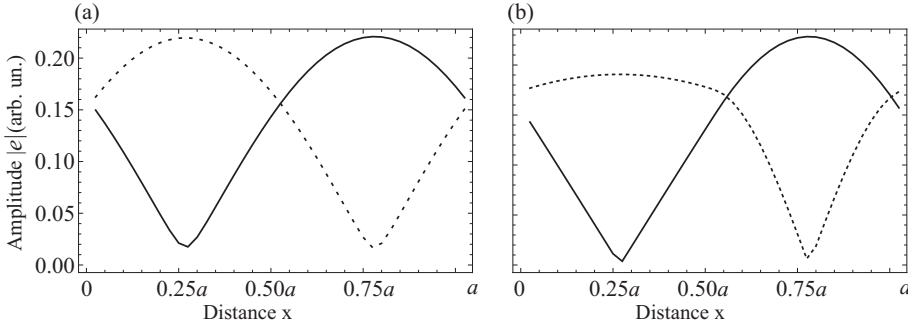 (a)
(b)
Amplitude |e|(arb. un.)
0.20
0.15
0.10
0.05
0.00
0 0.25a 0.50a 0.75a a
0 0.25a 0.50a 0.75a a
Distance x
Distance x